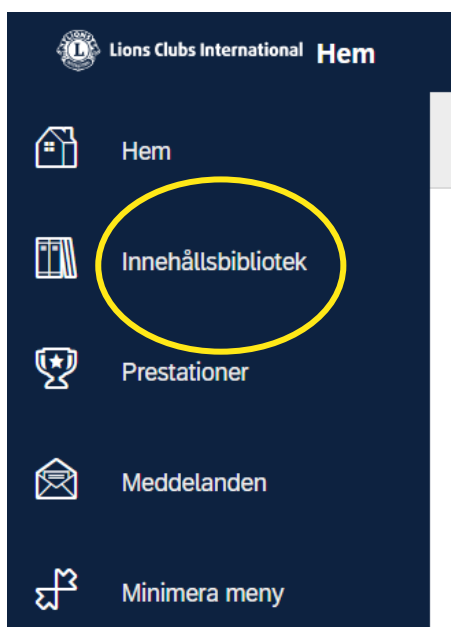 Lions Clubs International Hem
Hem
Innehållsbibliotek
Prestationer
Meddelanden
Minimera meny